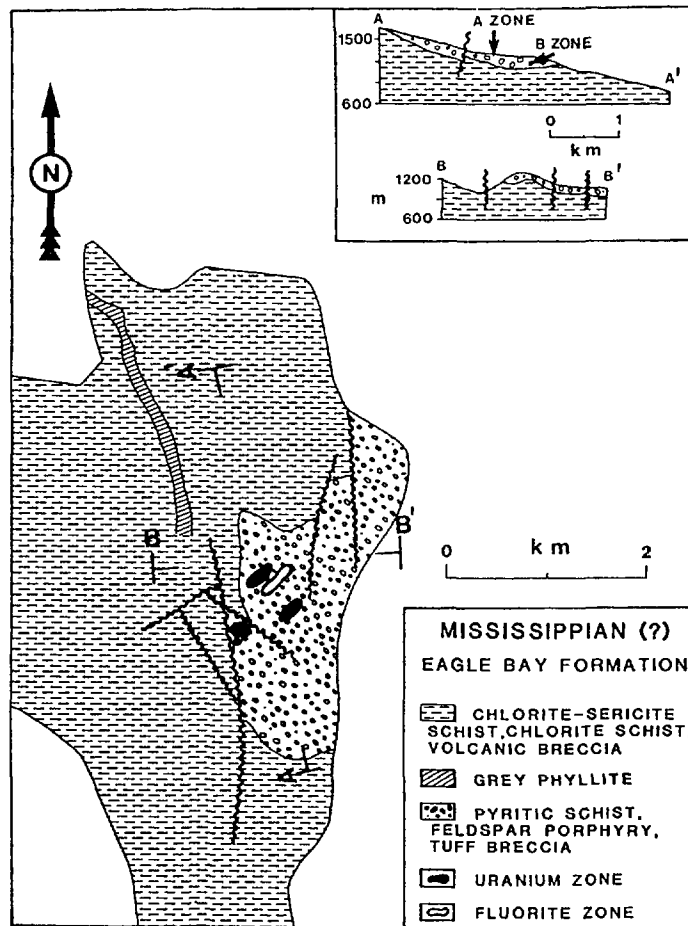 A
A ZONE
1500
B ZONE
A'
600
0 1
km
B
B'
1200
m
600
N
A
B
B'
km
0 2
A
MISSISSIPPIAN (?)
EAGLE BAY FORMATION
CHLORITE-SERICITE
SCHIST, CHLORITE SCHIST
VOLCANIC BRECCIA
GREY PHYLLITE
PYRITIC SCHIST,
FELDSPAR PORPHYRY,
TUFF BRECCIA
URANIUM ZONE
FLUORITE ZONE